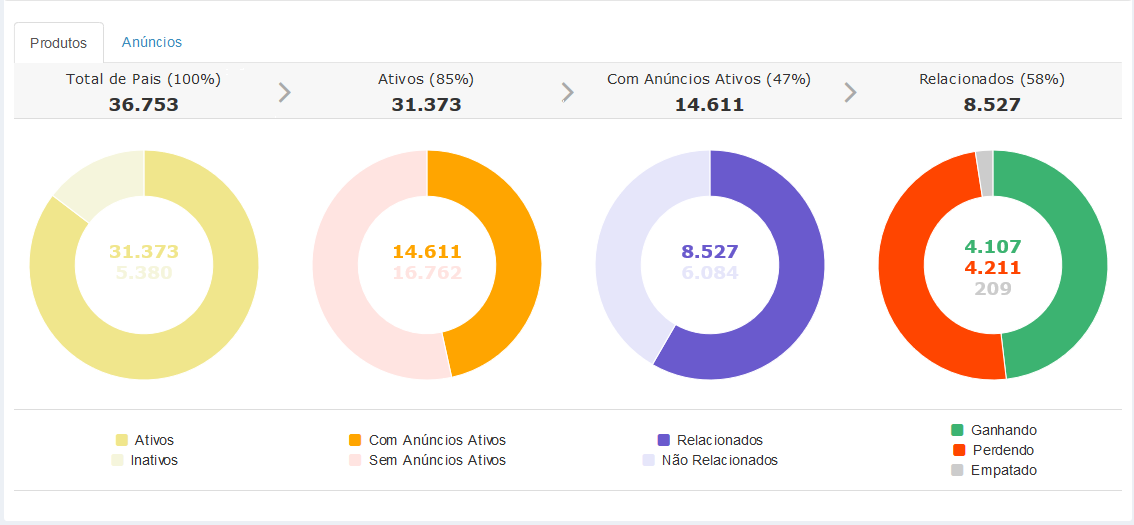 Produtos Anúncios
Total de Pais (100%)
36.753
Ativos (85%)
31.373
Com Anúncios Ativos (47%)
14.611
Relacionados (58%)
8.527
31.373
5.380
14.611
16.762
8.527
6.084
4.107
4.211
209
Ativos
Inativos
Com Anúncios Ativos
Sem Anúncios Ativos
Relacionados
Não Relacionados
Ganhando
Perdendo
Empatado